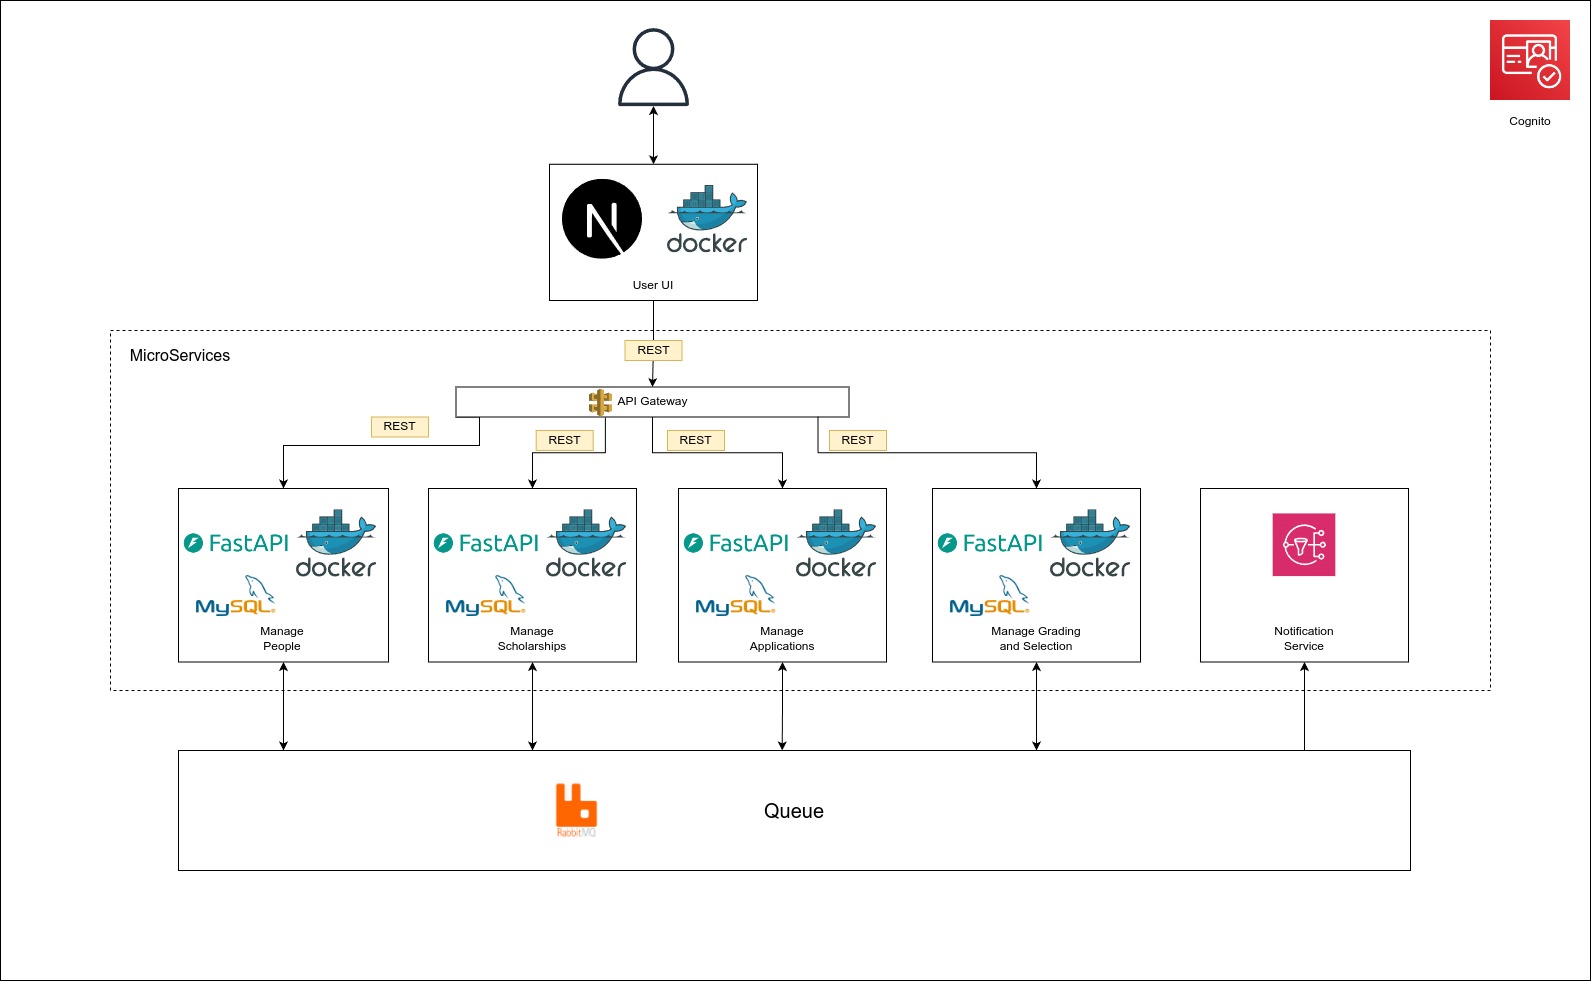 Cognito
N
docker
User UI
MicroServices
REST
API Gateway
REST
REST
REST
REST
FastAPI
docker
MySQL
Manage
People
FastAPI
docker
MySQL
Manage
Scholarships
FastAPI
docker
MySQL
Manage
Applications
FastAPI
docker
MySQL
Manage Grading
and Selection
Notification
Service
RabbitMQ
Queue